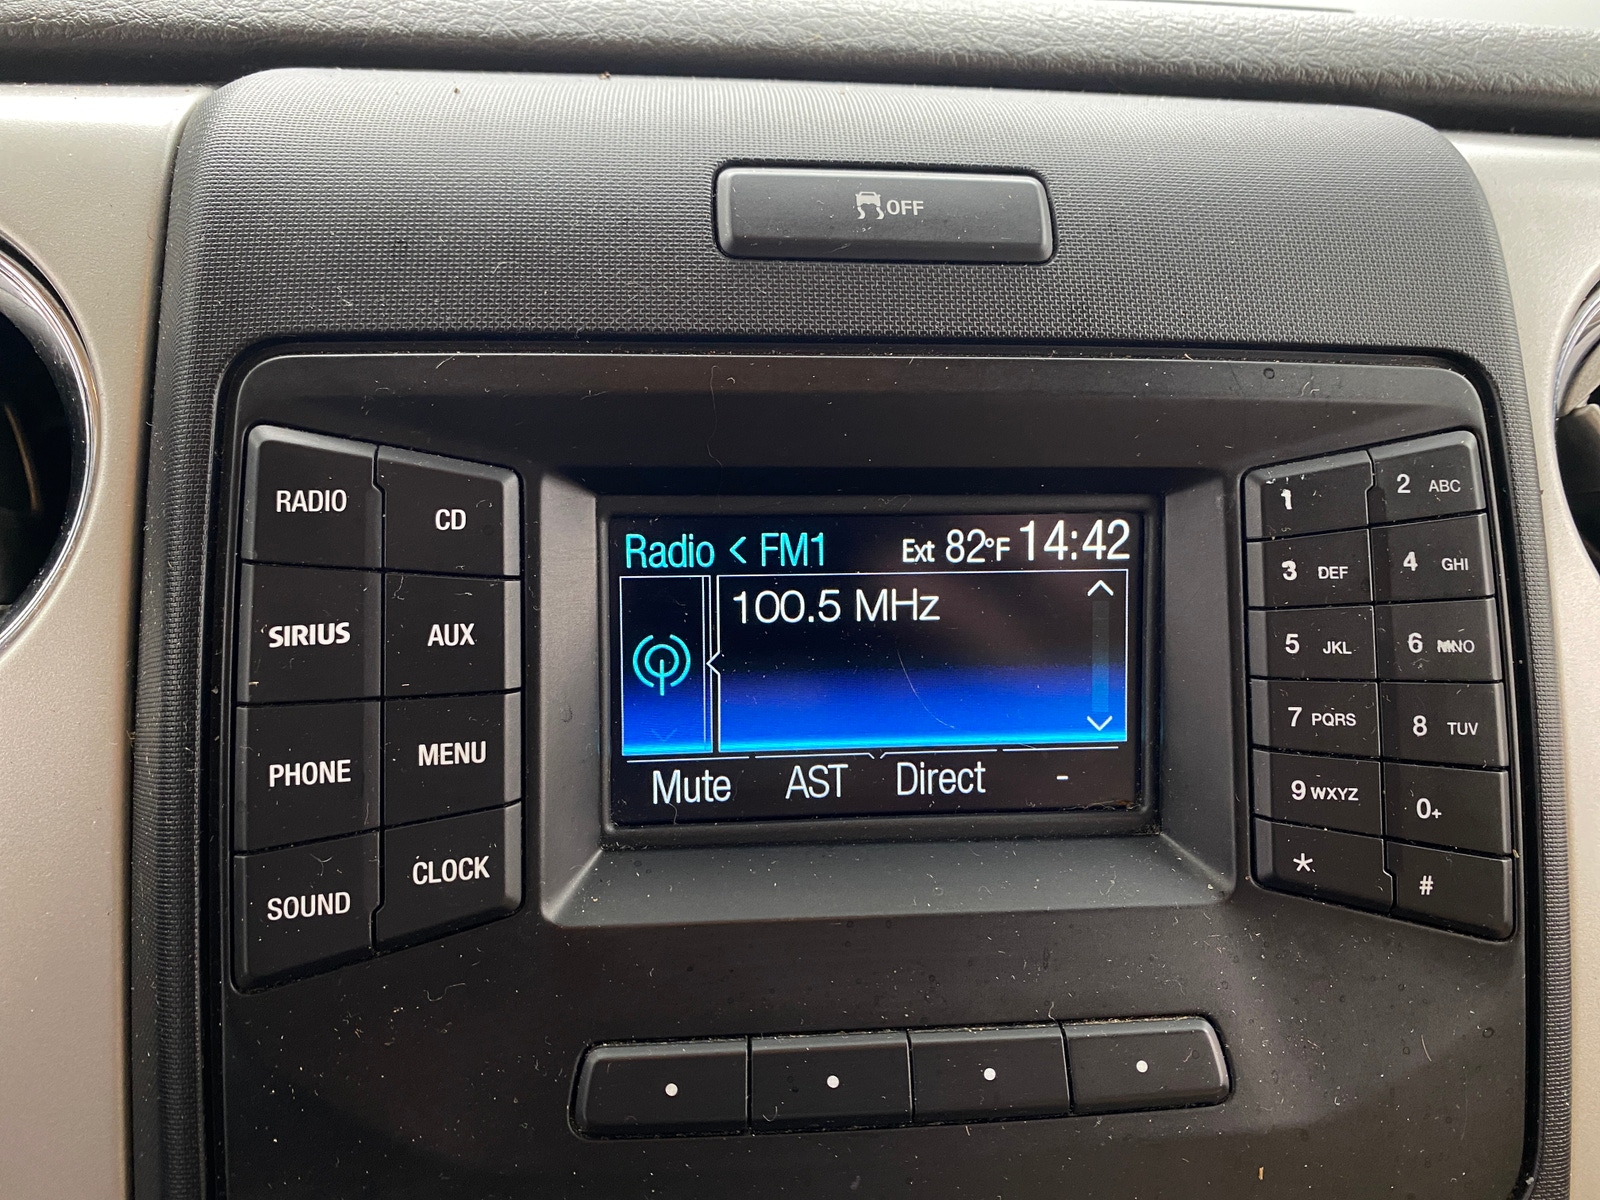 OFF
RADIO
CD
SIRIUS
AUX
PHONE
MENU
SOUND
CLOCK
Radio < FM1 Ext 82°F 14:42
100.5 MHz
Mute AST Direct -
1
2 ABC
3 DEF
4 GHI
5 JKL
6 MNO
7 PQRS
8 TUV
9 WXYZ
0+
*
#